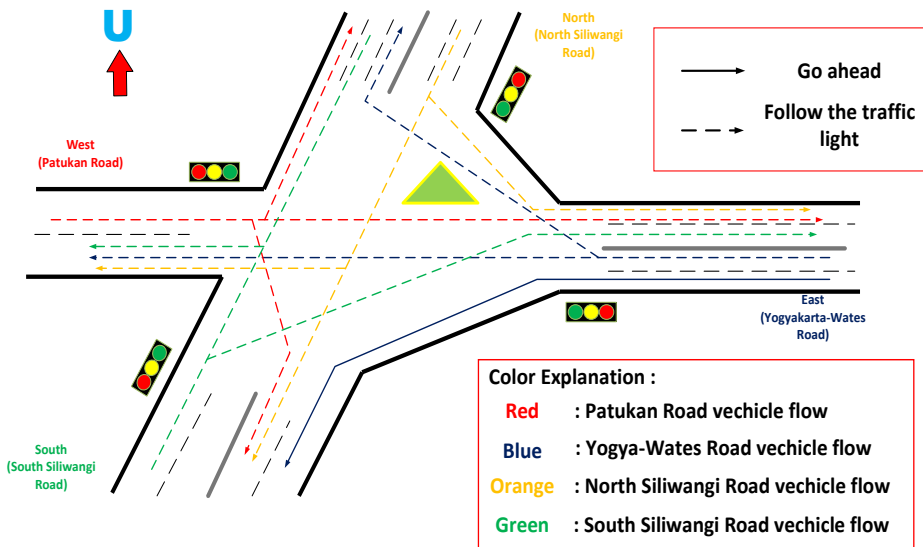 U
North
(North Siliwangi
Road)
Go ahead
Follow the traffic
light
West
(Patukan Road)
East
(Yogyakarta-Wates
Road)
South
(South Siliwangi
Road)
Color Explanation :
Red : Patukan Road vechicle flow
Blue : Yogya-Wates Road vechicle flow
Orange : North Siliwangi Road vechicle flow
Green : South Siliwangi Road vechicle flow